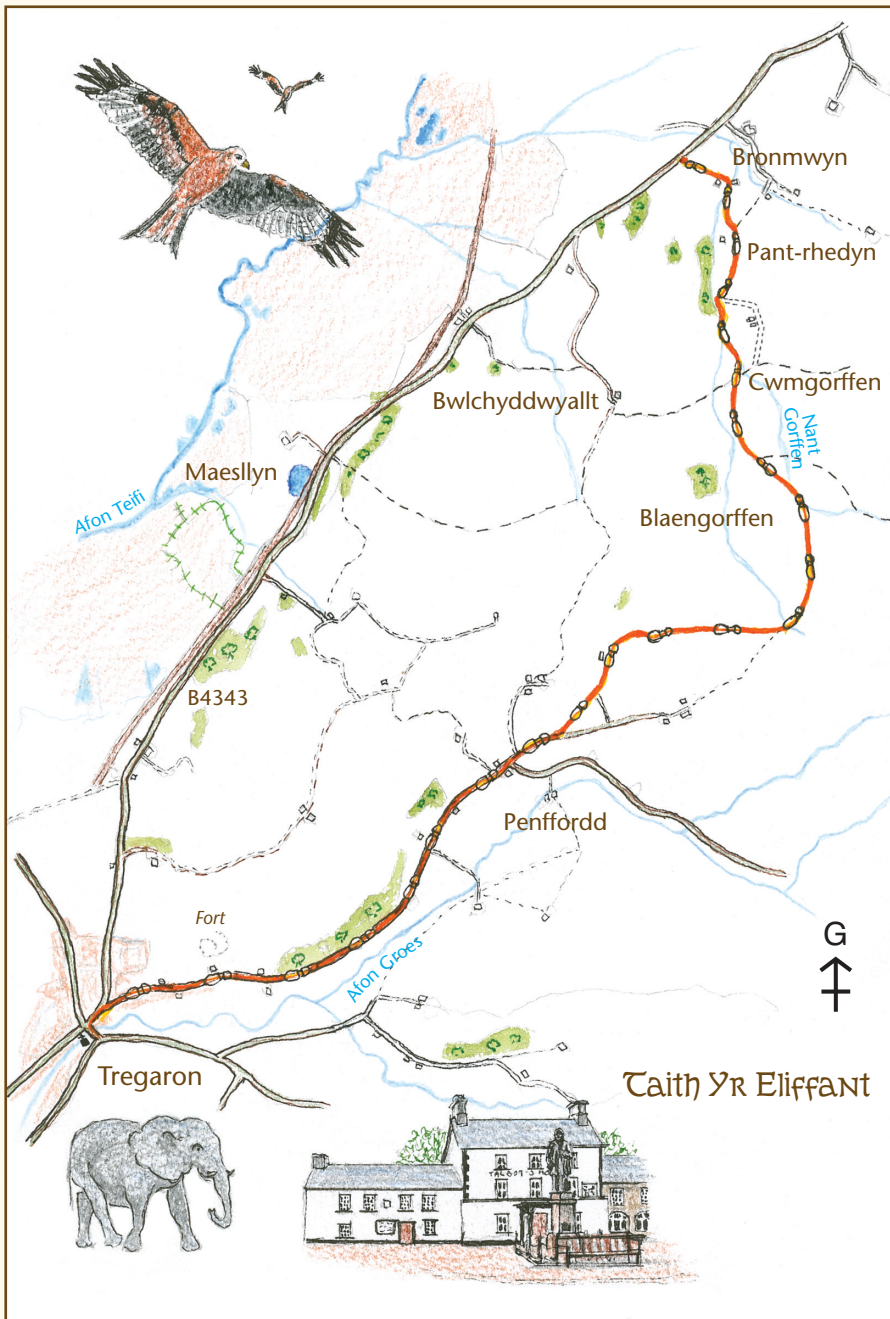 Bronmwyn
Pant-rhedyn
Cwmgorffen
Bwlchyddwyallt
Nant
Gorffen
Maesllyn
Afon Teifi
Blaengorffen
B4343
Penffordd
Fort
Afon Groes
G
Tregaron
Taith Yr Eliffant